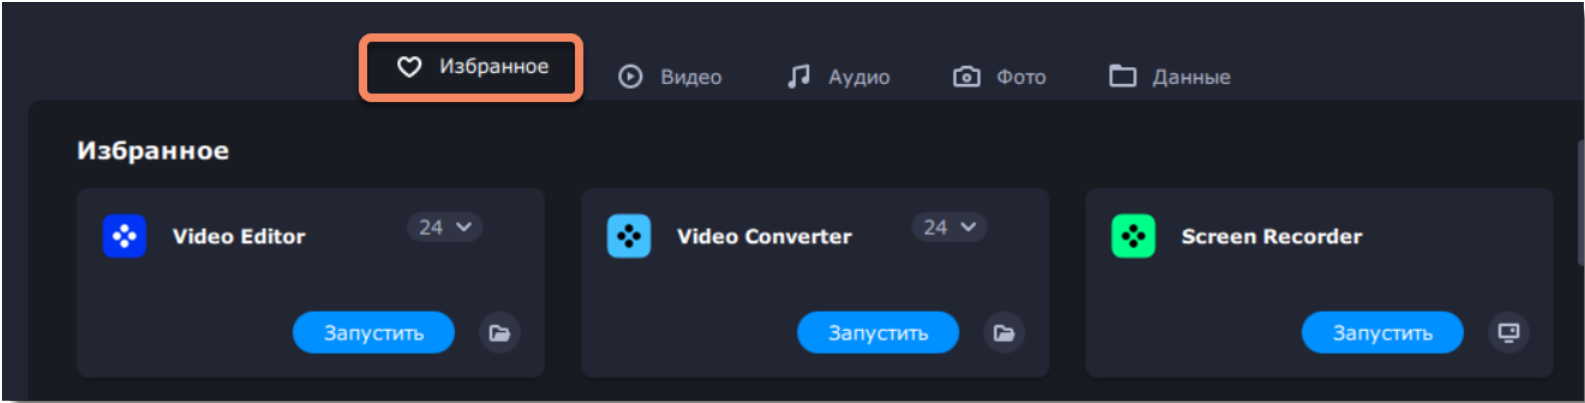 Избранное
Видео
Аудио
Фото
Данные
Избранное
Video Editor
24
Video Converter
24
Screen Recorder
Запустить
Запустить
Запустить